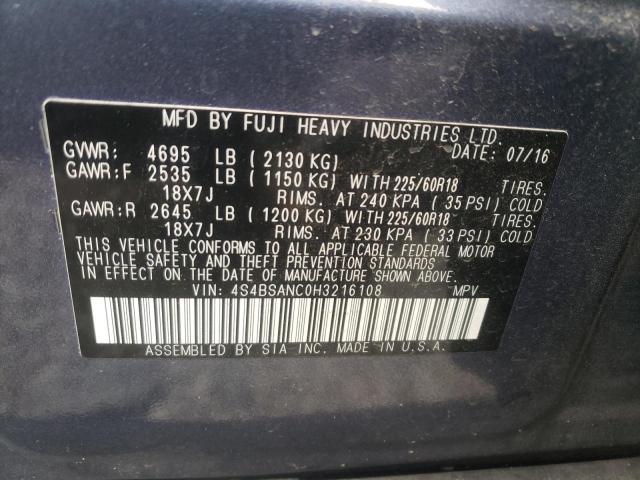 MFD BY FUJI HEAVY INDUSTRIES LTD.
GVWR: 4695 LB ( 2130 KG) DATE: 07/16
GAWR:F 2535 LB ( 1150 KG) WITH 225/60R18 TIRES.
18X7J RIMS. AT 240 KPA ( 35 PSI) COLD
GAWR:R 2645 LB ( 1200 KG) WITH 225/60R18 TIRES.
18X7J RIMS. AT 230 KPA ( 33 PSI) COLD
THIS VEHICLE CONFORMS TO ALL APPLICABLE FEDERAL MOTOR
VEHICLE SAFETY AND THEFT PREVENTION STANDARDS
IN EFFECT ON THE DATE OF MANUFACTURE SHOWN ABOVE.
VIN: 4S4BSANC0H3216108 MPV
ASSEMBLED BY SIA INC. MADE IN U.S.A.